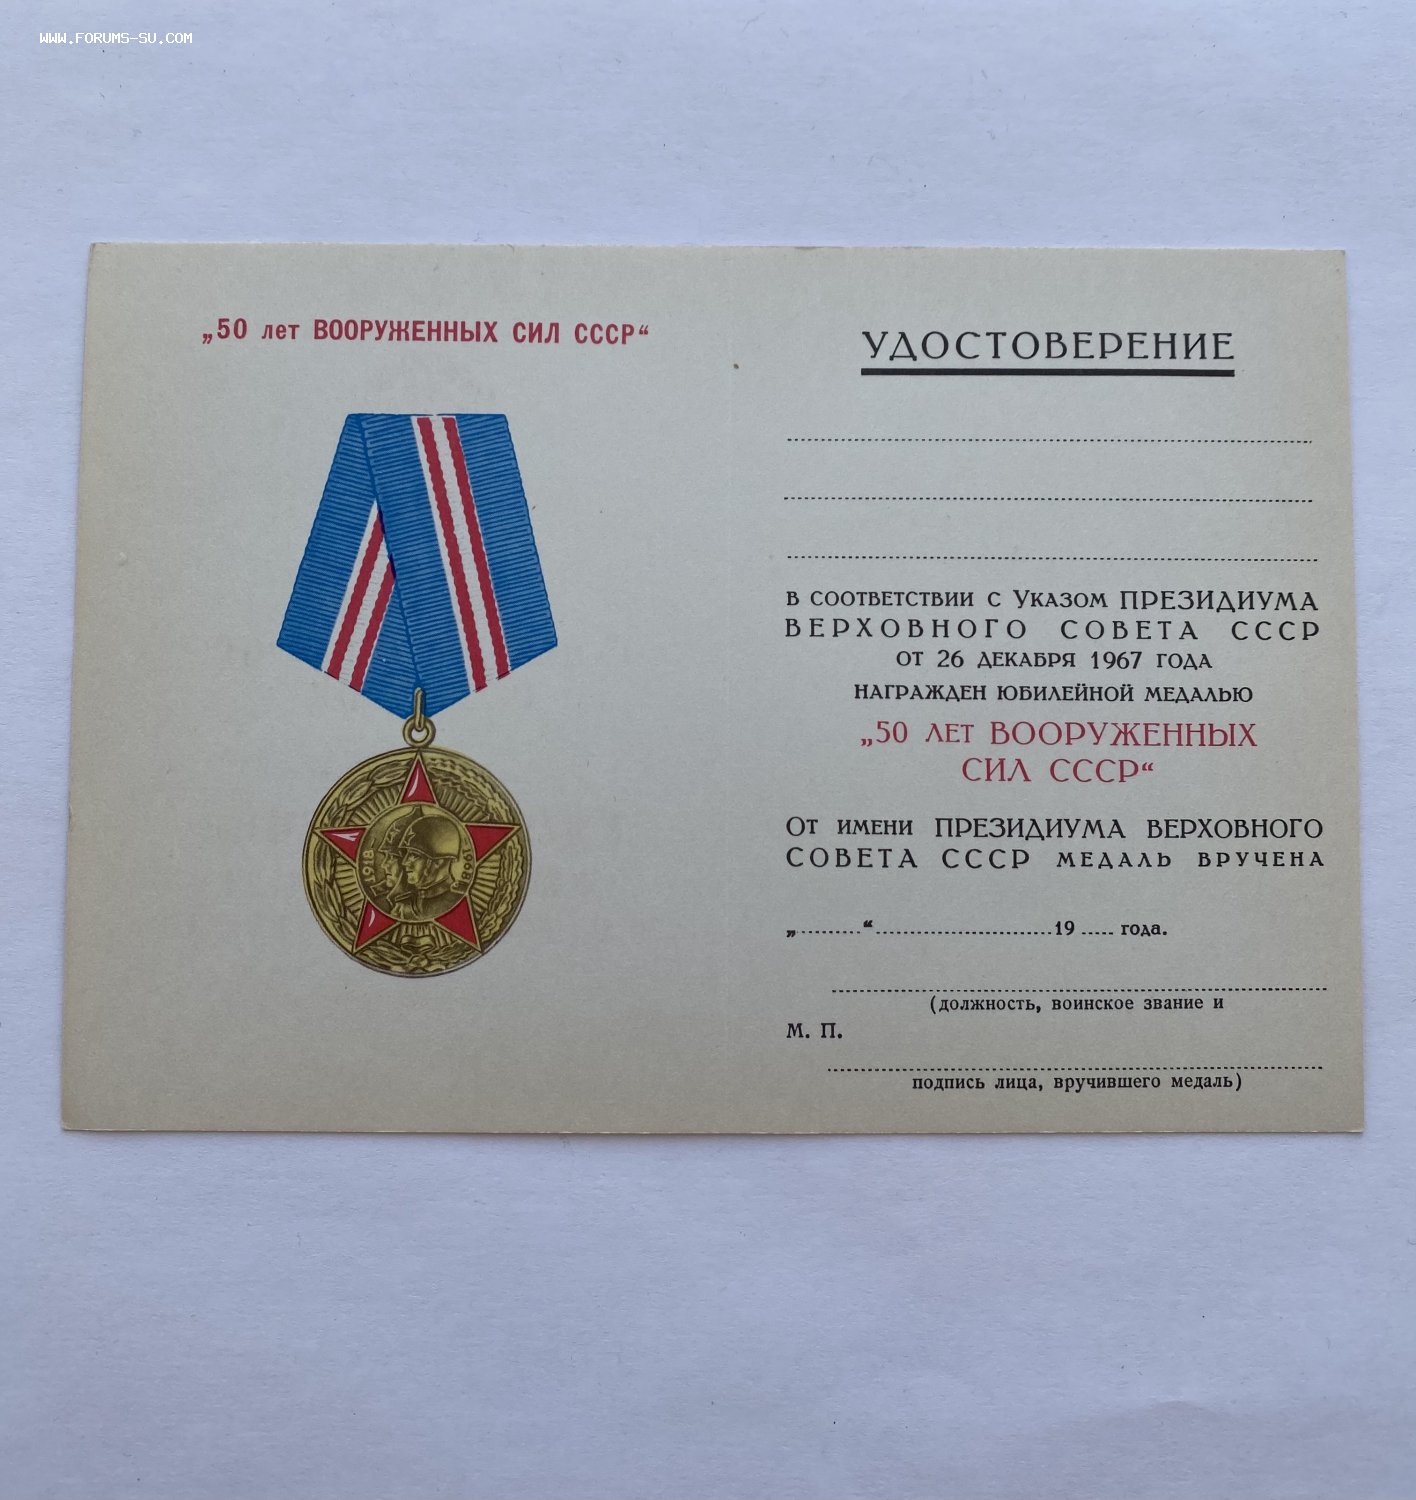 WWW.FORUMS-SU.COM
„50 лет ВООРУЖЕННЫХ СИЛ СССР“
1918
1968
УДОСТОВЕРЕНИЕ
В СООТВЕТСТВИИ С УКАЗОМ ПРЕЗИДИУМА
ВЕРХОВНОГО СОВЕТА СССР
ОТ 26 ДЕКАБРЯ 1967 ГОДА
НАГРАЖДЕН ЮБИЛЕЙНОЙ МЕДАЛЬЮ
„50 ЛЕТ ВООРУЖЕННЫХ
СИЛ СССР“
ОТ ИМЕНИ ПРЕЗИДИУМА ВЕРХОВНОГО
СОВЕТА СССР МЕДАЛЬ ВРУЧЕНА
„.........“..............................19 ..... года.
(должность, воинское звание и
М. П.
подпись лица, вручившего медаль)